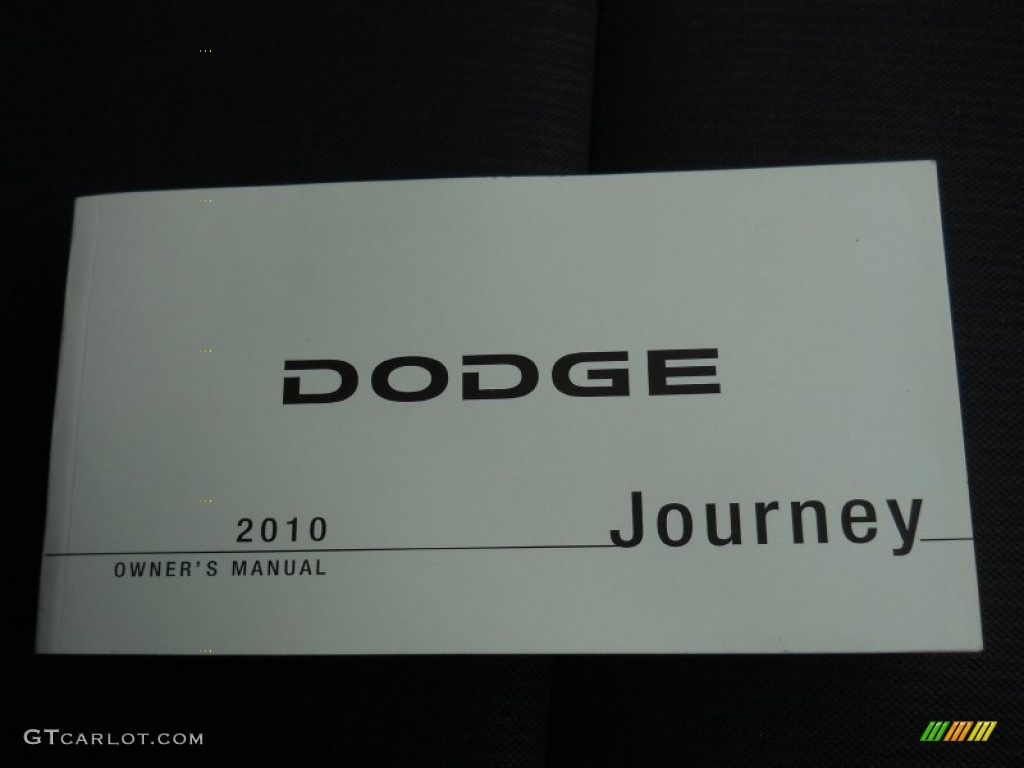 DODGE
2010
Journey
OWNER'S MANUAL
GTCARLOT.COM